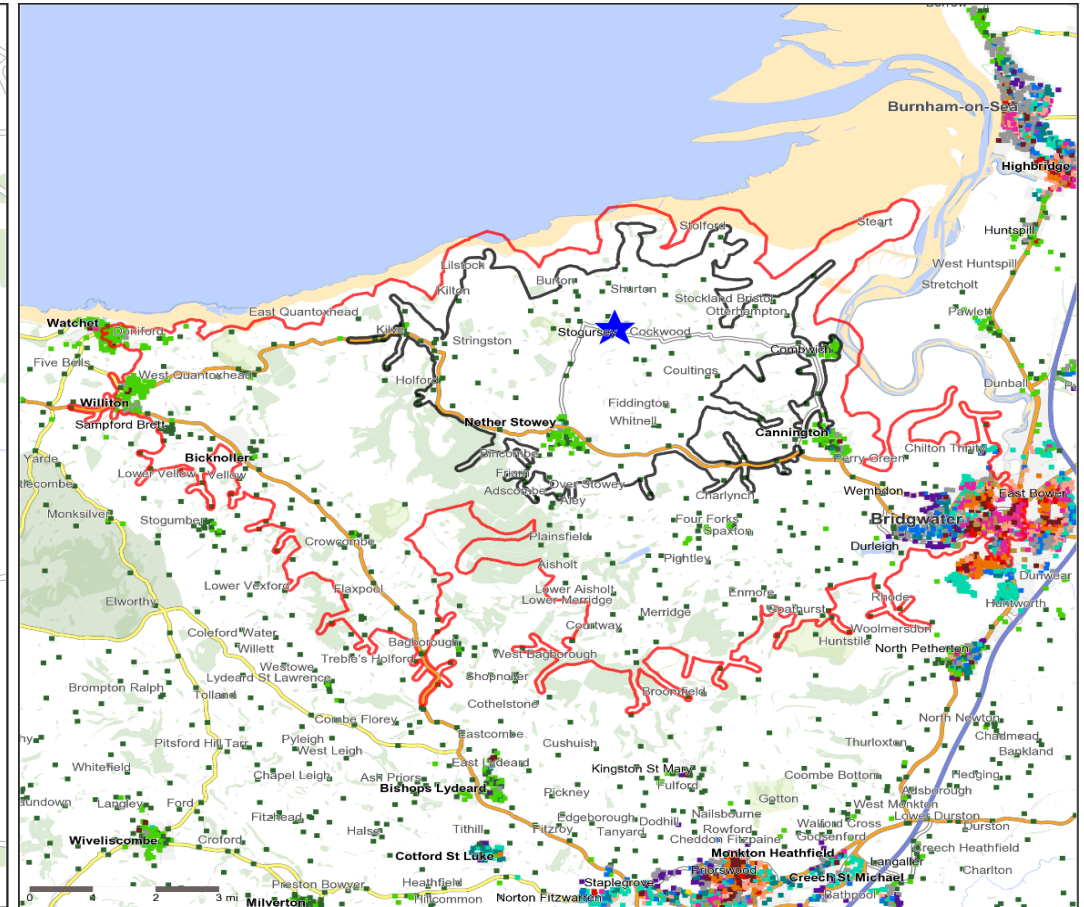 Burnham-on-Sea
Highbridge
Steart
Stolford
Huntspill
West Huntspill
Lilstock
Stretcholt
Kilton
Burton
Shurton
Stockland Bristol
Otterhampton
Pawlett
East Quantoxhead
Watchet
Doniford
Kilve
Stringston
Stogursey
Cockwood
Combwich
Five Bells
West Quantoxhead
Holford
Coultings
Dunball
Williton
Fiddington
Whitnell
Sampford Brett
Nether Stowey
Cannington
Chilton Trinity
Yarde
Bicknoller
Bincombe
Perry Green
Lower Vellow
Vellow
Friarn
tlecombe
Adscombe
Over Stowey
Aley
Charlynch
Wembdon
East Bower
Monksilver
Stogumber
Four Forks
Spaxton
Bridgwater
Crowcombe
Plainsfield
Durleigh
Pightley
Aisholt
Dunwear
Lower Vexford
Flaxpool
Lower Aisholt
Lower Merridge
Enmore
Rhode
Elworthy
Merridge
Goathurst
Huntworth
Coleford Water
Courtway
Woolmersdon
Willett
Bagborough
Huntstile
North Petherton
Treble's Holford
West Bagborough
Westowe
Lydeard St Lawrence
Shopnoller
Brompton Ralph
Tolland
Broomfield
Cothelstone
Combe Florey
North Newton
hy
Pitsford Hill
Tarr
Pyleigh
Eastcombe
Cushuish
Thurloxton
Chadmead
West Leigh
Bankland
Whitefield
Chapel Leigh
Ash Priors
East Lydeard
Kingston St Mary
Coombe Bottom
Hedging
Bishops Lydeard
Fulford
Adsborough
Pickney
Gotton
aundown
Langley
Ford
West Monkton
Fitzhead
Edgeborough
Dodhill
Nailsbourne
Lower Durston
Halse
Tithill
Fitzroy
Tanyard
Rowford
Walford Cross
Durston
Wiveliscombe
Croford
Cheddon Fitzpaine
Goosenford
Creech Heathfield
Cotford St Luke
Monkton Heathfield
Langaller
Charlton
Preston Bowyer
Heathfield
Staplegrove
Priorswood
Creech St Michael
Hillcommon
Norton Fitzwarren
Bathpool
Milverton
0 1 2 3 mi